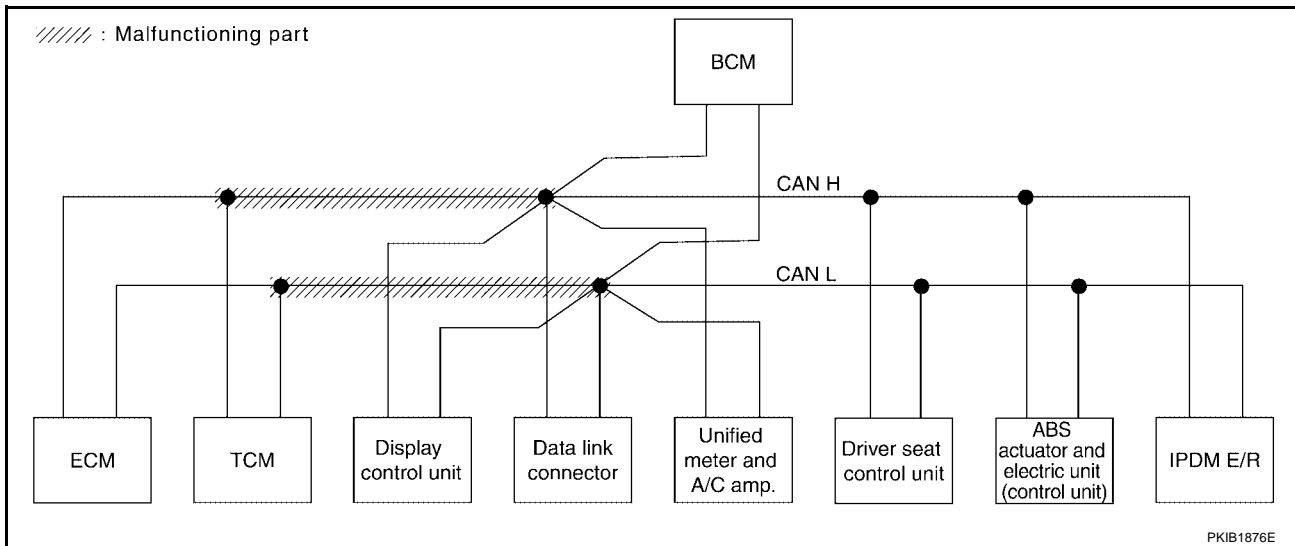 : Malfunctioning part
BCM
CAN H
CAN L
ECM
TCM
Display
control unit
Data link
connector
Unified
meter and
A/C amp.
Driver seat
control unit
ABS
actuator and
electric unit
(control unit)
IPDM E/R
PKIB1876E